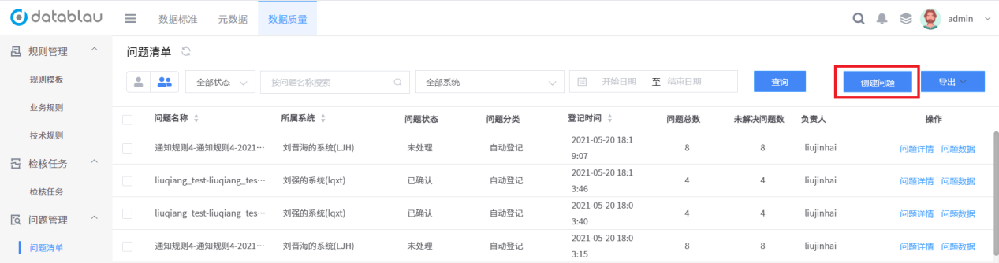 datablau
数据标准 元数据 数据质量
admin
规则管理
规则模板
业务规则
技术规则
检核任务
检核任务
问题管理
问题清单
问题清单
全部状态 按问题名称搜索 全部系统 开始日期 至 结束日期 查询 创建问题 导出
问题名称 所属系统 问题状态 问题分类 登记时间 问题总数 未解决问题数 负责人 操作
通知规则4-通知规则4-2021··· 刘晋海的系统(LJH) 未处理 自动登记 2021-05-20 18:1 8 8 liujinhai 问题详情 问题数据
9:07
liuqiang_test-liuqiang_tes··· 刘强的系统(lqxt) 已确认 自动登记 2021-05-20 18:1 4 4 liujinhai 问题详情 问题数据
3:46
liuqiang_test-liuqiang_tes··· 刘强的系统(lqxt) 已确认 自动登记 2021-05-20 18:0 4 4 liujinhai 问题详情 问题数据
3:40
通知规则4-通知规则4-2021··· 刘晋海的系统(LJH) 未处理 自动登记 2021-05-20 18:0 8 8 liujinhai 问题详情 问题数据
3:15